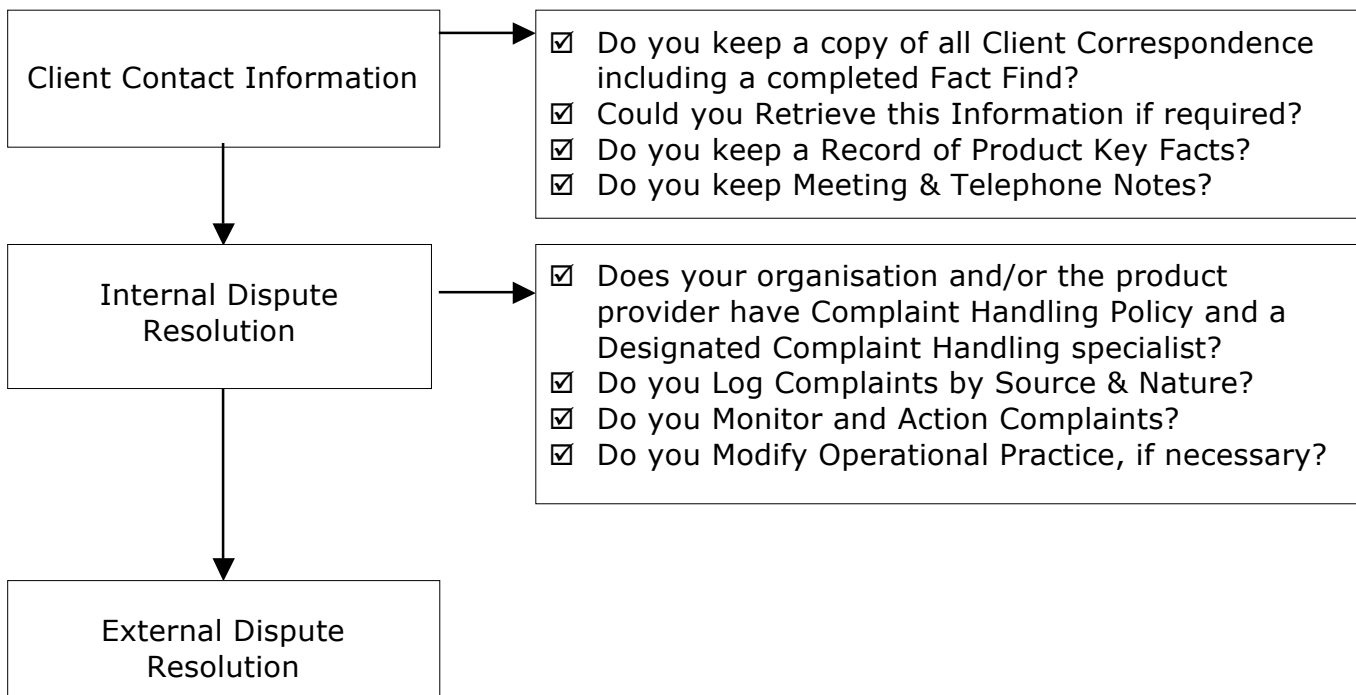 Client Contact Information
☑ Do you keep a copy of all Client Correspondence
including a completed Fact Find?
☑ Could you Retrieve this Information if required?
☑ Do you keep a Record of Product Key Facts?
☑ Do you keep Meeting & Telephone Notes?
Internal Dispute
Resolution
☑ Does your organisation and/or the product
provider have Complaint Handling Policy and a
Designated Complaint Handling specialist?
☑ Do you Log Complaints by Source & Nature?
☑ Do you Monitor and Action Complaints?
☑ Do you Modify Operational Practice, if necessary?
External Dispute
Resolution